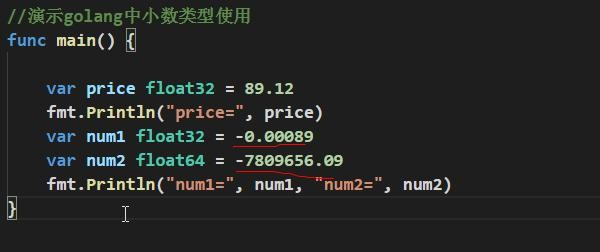 //演示golang中小数类型使用
func main() {
var price float32 = 89.12
fmt.Println("price=", price)
var num1 float32 = -0.00089
var num2 float64 = -7809656.09
fmt.Println("num1=", num1, "num2=", num2)
}